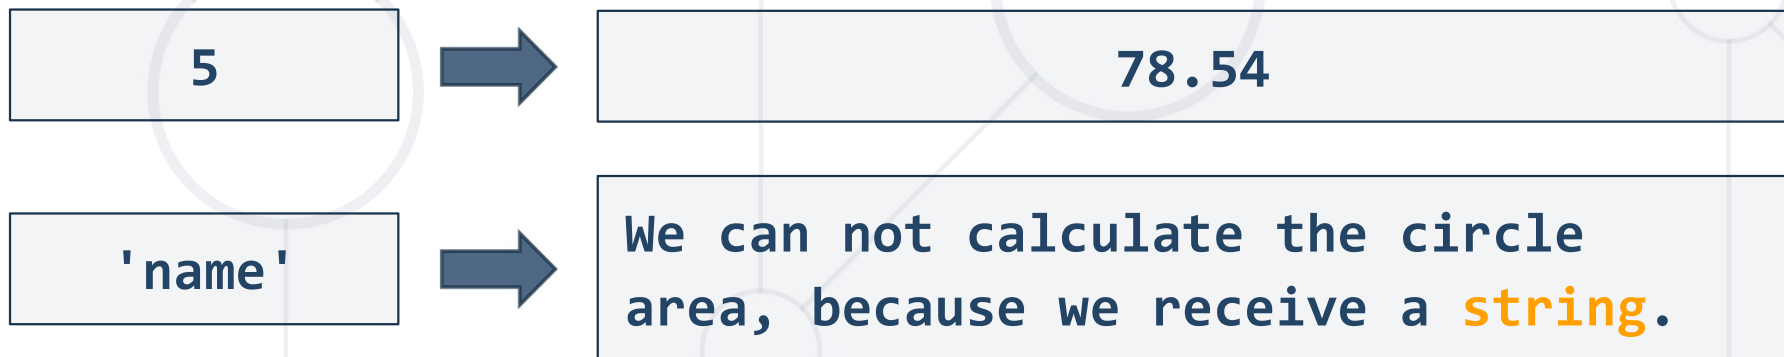 5
78.54
'name'
We can not calculate the circle
area, because we receive a string.